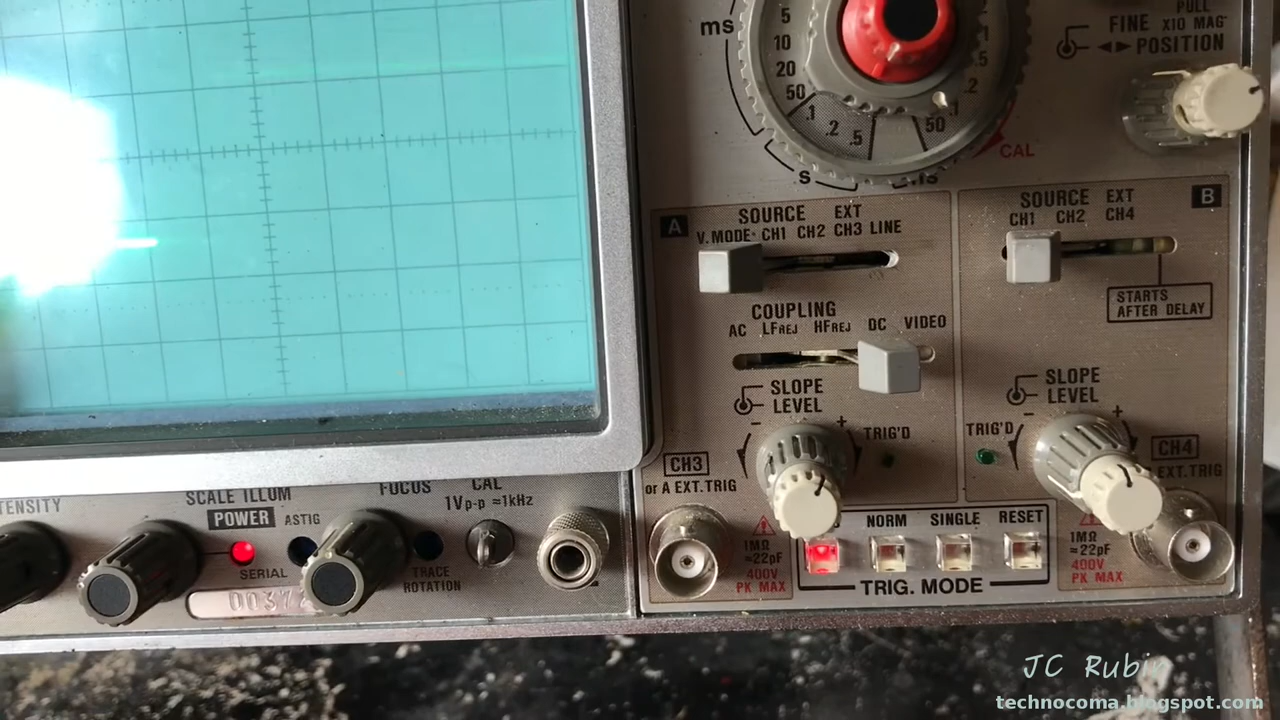 PULL
FINE X10 MAG
◄► POSITION
ms
5
10
20
50
.1
.2
.5
50
.1
.2
.5
s
CAL
A
SOURCE EXT
V. MODE CH1 CH2 CH3 LINE
COUPLING
AC LFREJ HFREJ DC VIDEO
SLOPE
LEVEL
− +
TRIG'D
CH3
or A EXT.TRIG
B
SOURCE EXT
CH1 CH2 CH4
STARTS
AFTER DELAY
SLOPE
LEVEL
− +
TRIG'D
CH4
EXT.TRIG
SCALE ILLUM
FOCUS
CAL
1Vp-p ≈1kHz
POWER
ASTIG
SERIAL
TRACE
ROTATION
1MΩ
≈22pF
400V
PK MAX
NORM SINGLE RESET
TRIG. MODE
1MΩ
≈22pF
400V
PK MAX
JC Rubin
technocoma.blogspot.com